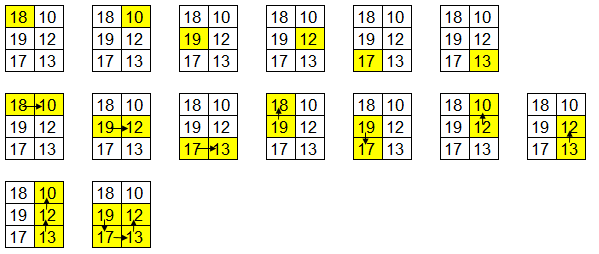 18 10 18 10 18 10 18 10 18 10 18 10
19 12 19 12 19 12 19 12 19 12 19 12
17 13 17 13 17 13 17 13 17 13 17 13
18 10 18 10 18 10 18 10 18 10 18 10 18 10
19 12 19 12 19 12 19 12 19 12 19 12 19 12
17 13 17 13 17 13 17 13 17 13 17 13 17 13
18 10 18 10
19 12 19 12
17 13 17 13